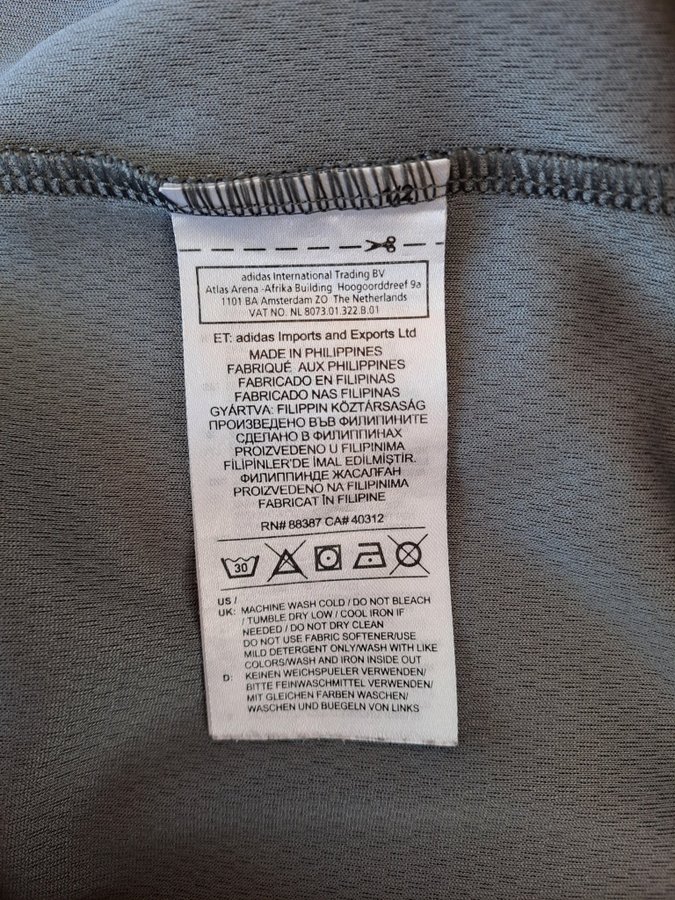 1/2
adidas International Trading BV
Atlas Arena -Afrika Building Hoogoorddreef 9a
1101 BA Amsterdam ZO The Netherlands
VAT NO. NL 8073.01.322.B.01
ET: adidas Imports and Exports Ltd
MADE IN PHILIPPINES
FABRIQUÉ AUX PHILIPPINES
FABRICADO EN FILIPINAS
FABRICADO NAS FILIPINAS
GYÁRTVA: FILIPPIN KÖZTÁRSASÁG
ПРОИЗВЕДЕНО ВЪВ ФИЛИПИНИТЕ
СДЕЛАНО В ФИЛИППИНАХ
PROIZVEDENO U FILIPINIMA
FİLİPİNLER'DE İMAL EDİLMİŞTİR.
ФИЛИППИНДЕ ЖАСАЛҒАН
PROIZVEDENO NA FILIPINIMA
FABRICAT ÎN FILIPINE
RN# 88387 CA# 40312
30
US /
UK: MACHINE WASH COLD / DO NOT BLEACH
/ TUMBLE DRY LOW / COOL IRON IF
NEEDED / DO NOT DRY CLEAN
DO NOT USE FABRIC SOFTENER/USE
MILD DETERGENT ONLY/WASH WITH LIKE
COLORS/WASH AND IRON INSIDE OUT
D: KEINEN WEICHSPUELER VERWENDEN/
BITTE FEINWASCHMITTEL VERWENDEN/
MIT GLEICHEN FARBEN WASCHEN/
WASCHEN UND BUEGELN VON LINKS